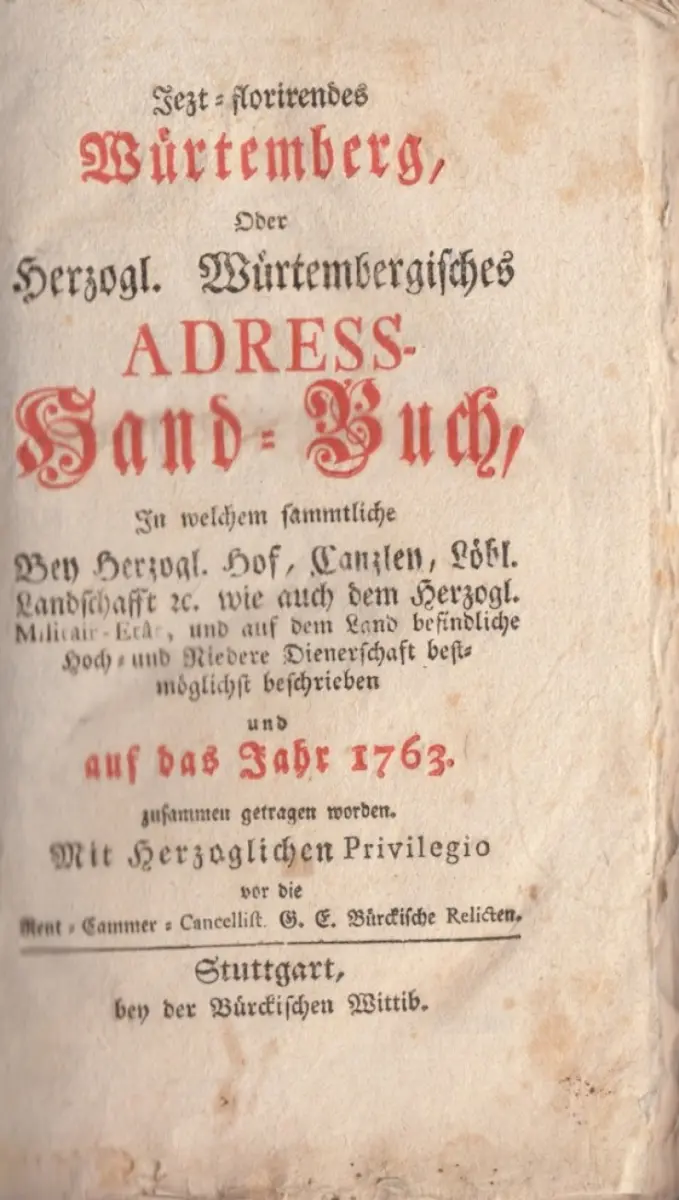 Jezt-florirendes
Würtemberg,
Oder
Herzogl. Würtembergisches
ADRESS-
Hand-Buch,
In welchem sammtliche
Bey Herzogl. Hof, Canzley, Löbl.
Landschafft ꝛc. wie auch dem Herzogl.
Militair-Etât, und auf dem Land befindliche
Hoch- und Niedere Dienerschaft best-
möglichst beschrieben
und
auf das Jahr 1763.
zusammen getragen worden.
Mit Herzoglichen Privilegio
vor die
Rent-Cammer-Cancellist. G. E. Bürckische Relicten.
Stuttgart,
bey der Bürckischen Wittib.